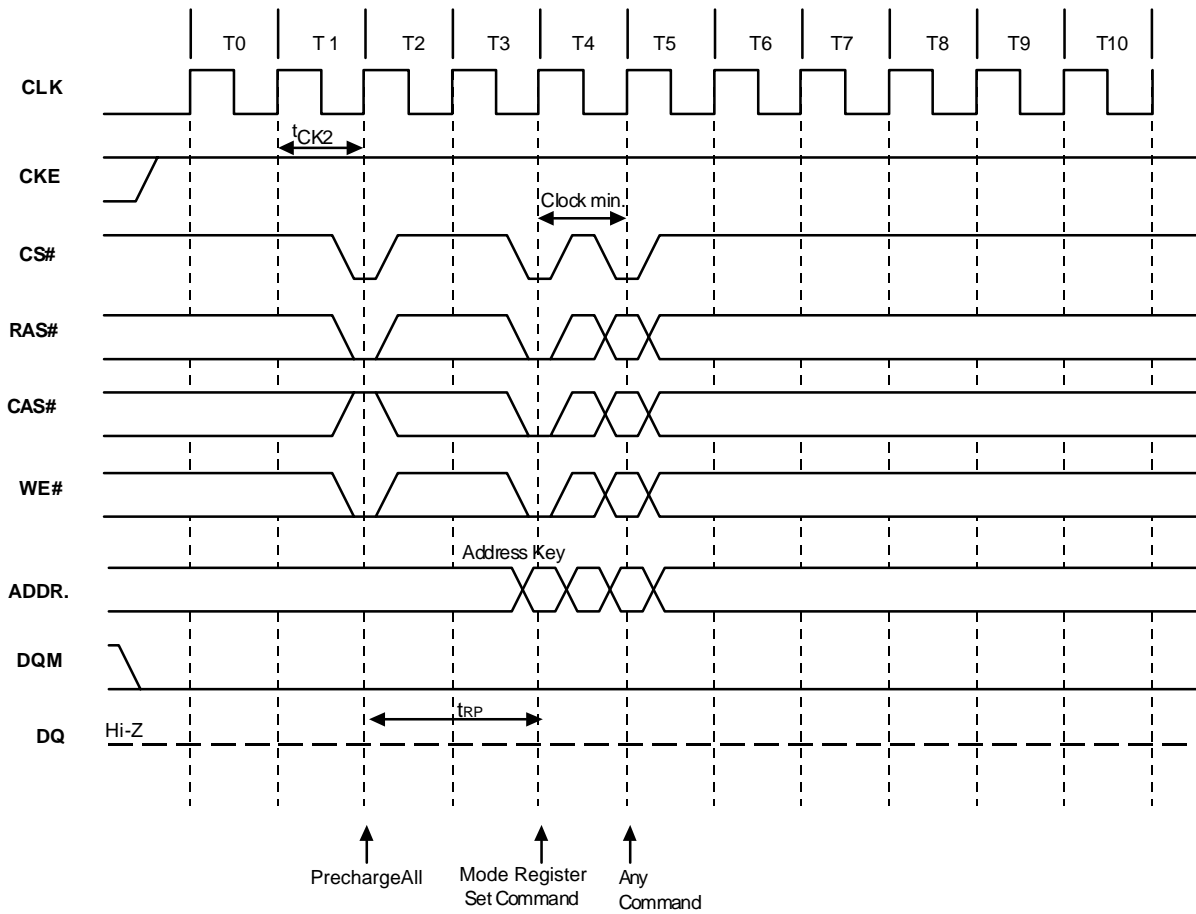 T0 T 1 T2 T3 T4 T5 T6 T7 T8 T9 T10
CLK
tCK2
CKE
Clock min.
CS#
RAS#
CAS#
WE#
Address Key
ADDR.
DQM
tRP
DQ Hi-Z
PrechargeAll
Mode Register
Set Command
Any
Command